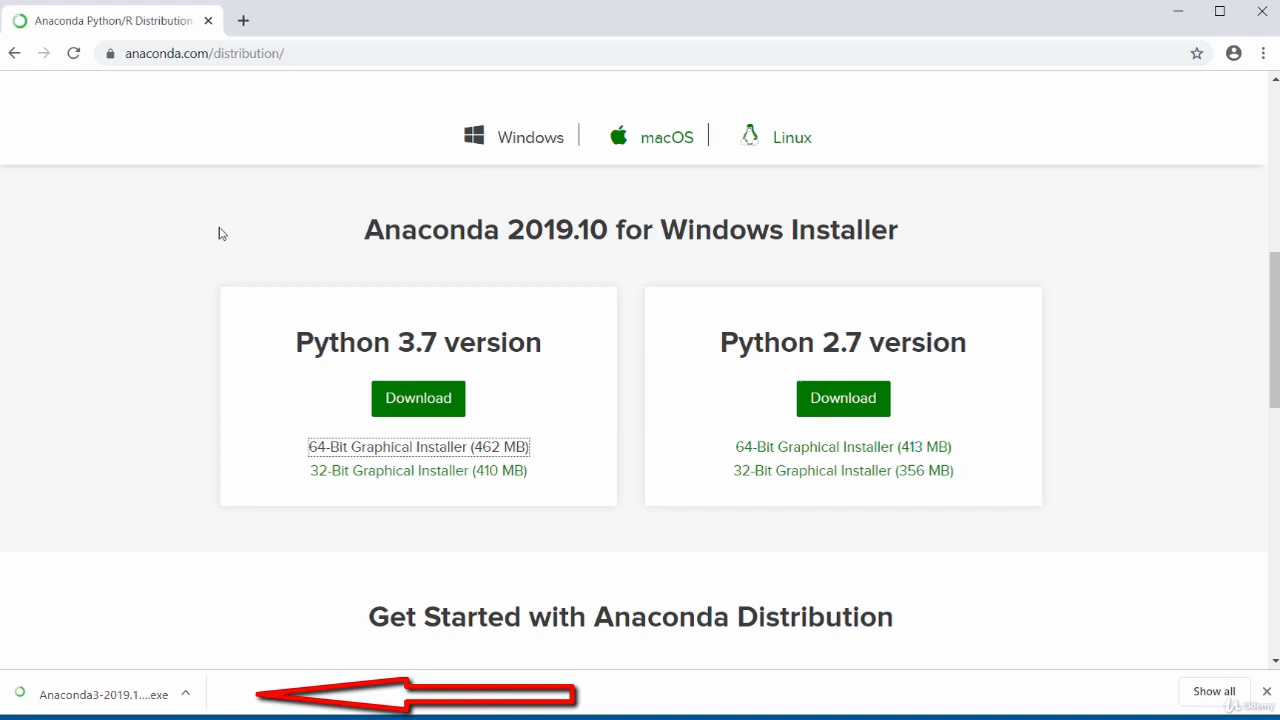 Anaconda Python/R Distribution
anaconda.com/distribution/
Windows
macOS
Linux
Anaconda 2019.10 for Windows Installer
Python 3.7 version
Download
64-Bit Graphical Installer (462 MB)
32-Bit Graphical Installer (410 MB)
Python 2.7 version
Download
64-Bit Graphical Installer (413 MB)
32-Bit Graphical Installer (356 MB)
Get Started with Anaconda Distribution
Anaconda3-2019.1....exe
Show all
Udemy